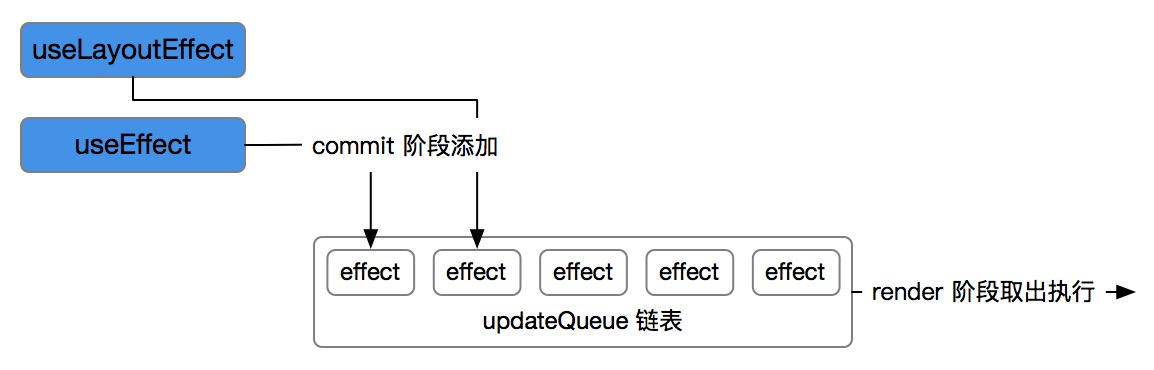 useLayoutEffect
useEffect
commit 阶段添加
effect
effect
effect
effect
effect
updateQueue 链表
render 阶段取出执行